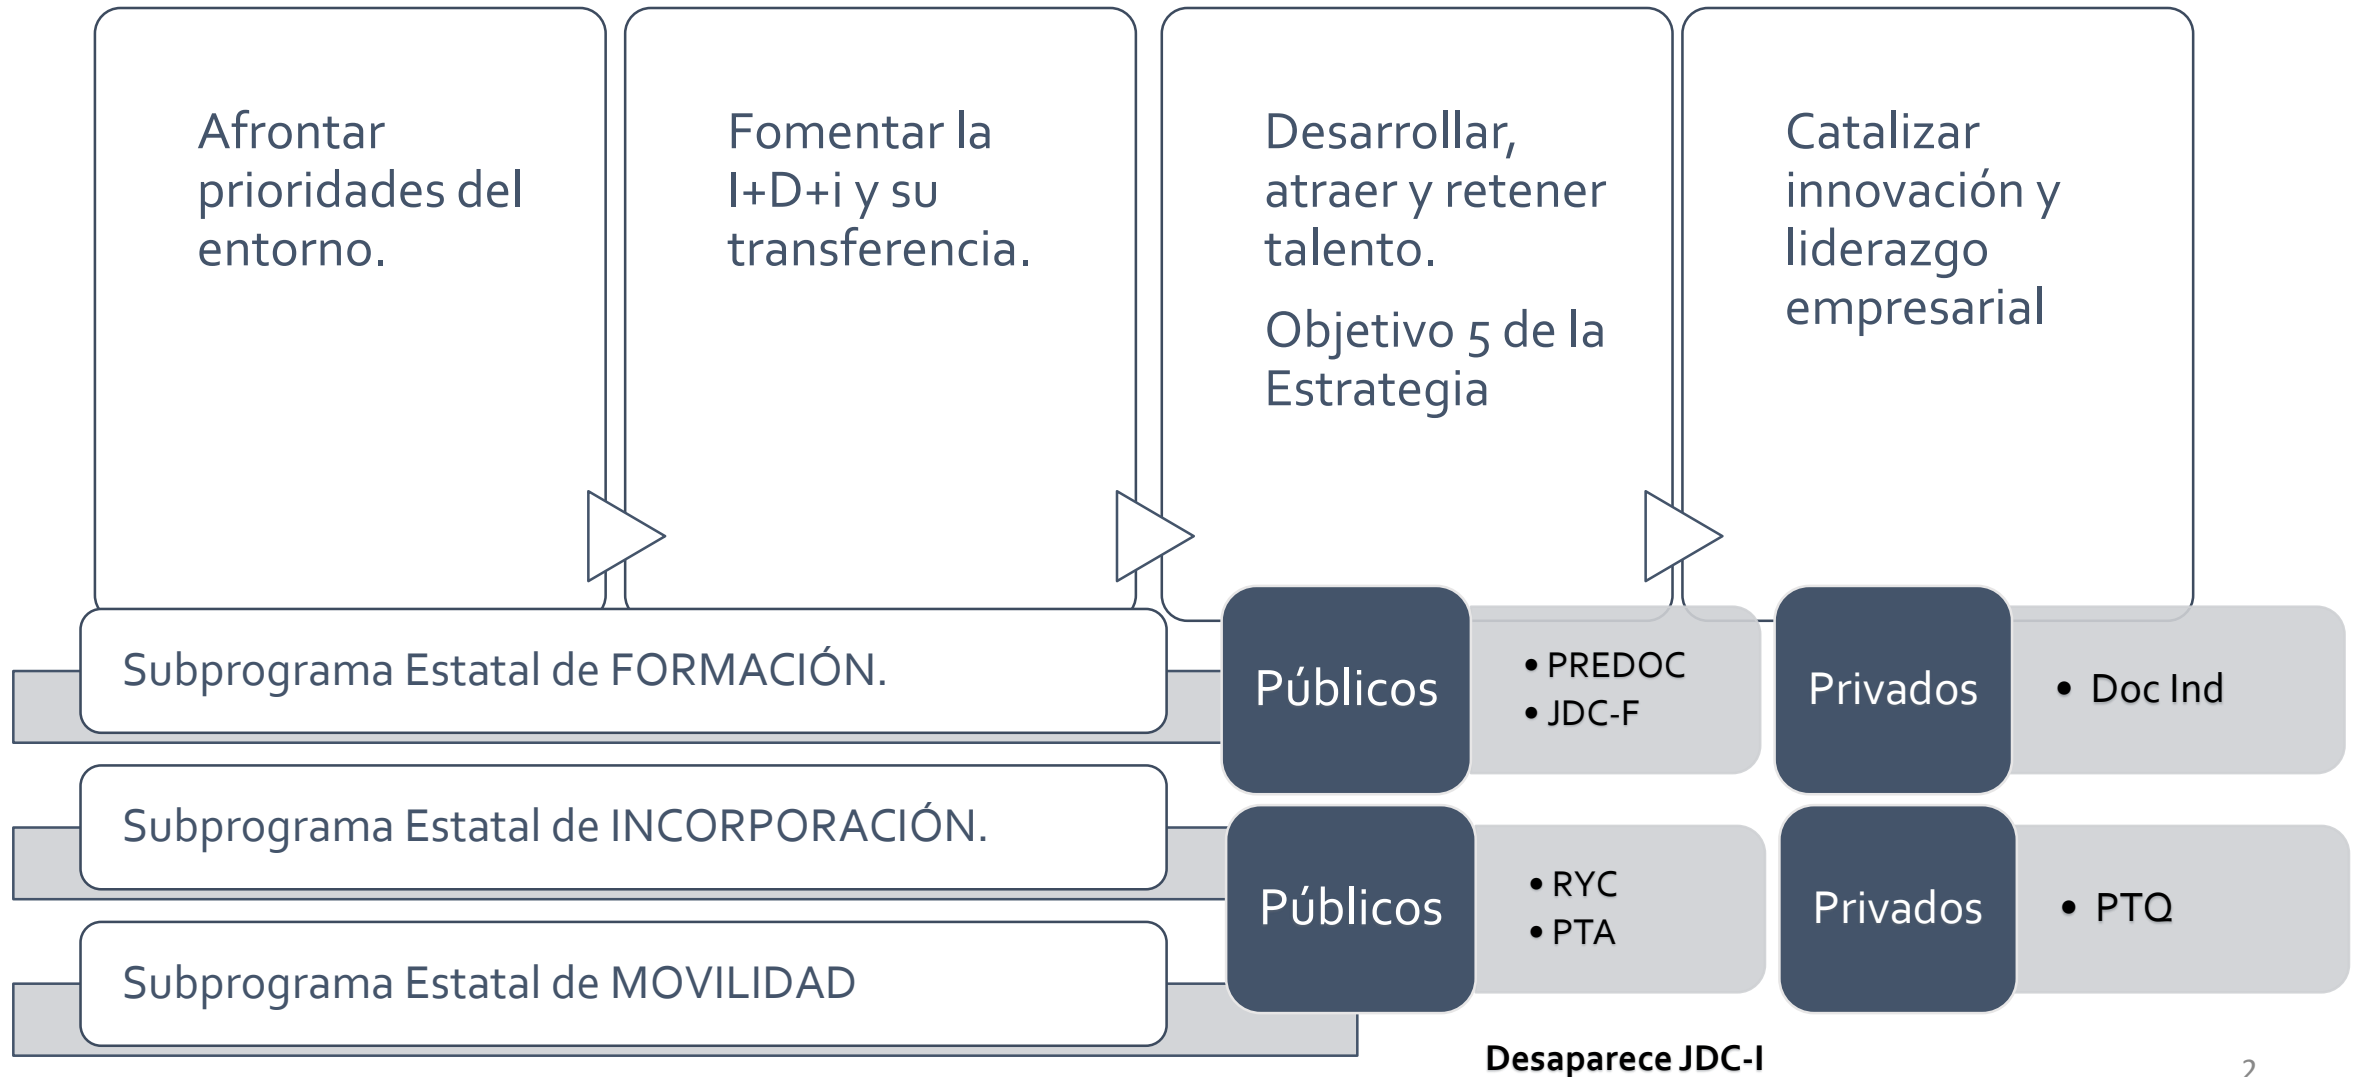 Afrontar
prioridades del
entorno.
Fomentar la
I+D+i y su
transferencia.
Desarrollar,
atraer y retener
talento.
Objetivo 5 de la
Estrategia
Catalizar
innovación y
liderazgo
empresarial
Subprograma Estatal de FORMACIÓN.
Públicos
• PREDOC
• JDC-F
Privados
• Doc Ind
Subprograma Estatal de INCORPORACIÓN.
Públicos
• RYC
• PTA
Privados
• PTQ
Subprograma Estatal de MOVILIDAD
Desaparece JDC-I
2